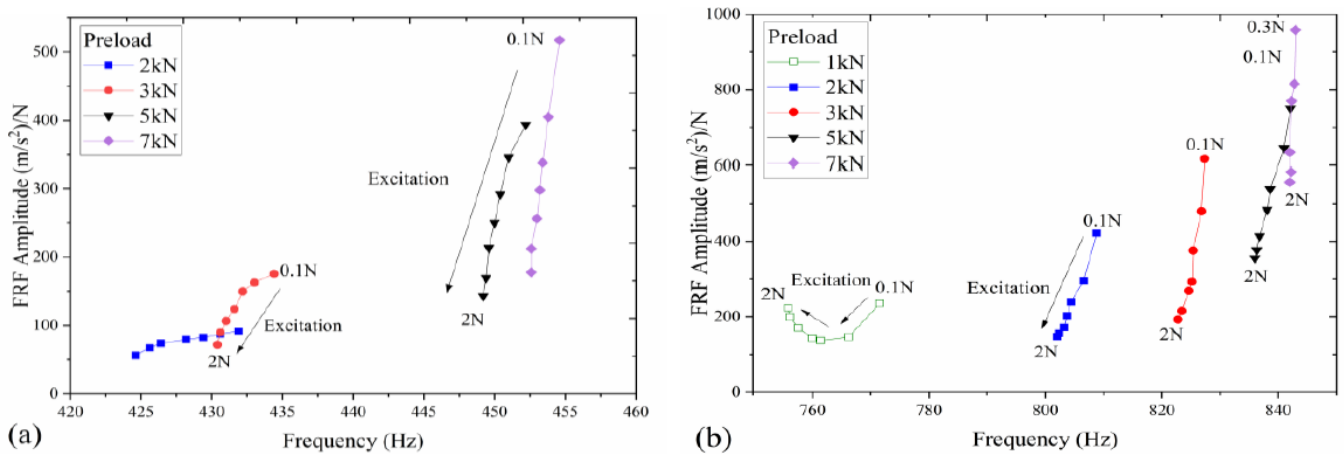 Preload
2kN
3kN
5kN
7kN
0.1N
Excitation
2N
0.1N
Excitation
2N
FRF Amplitude (m/s²)/N
0
100
200
300
400
500
420
425
430
435
440
445
450
455
460
Frequency (Hz)
(a)
Preload
1kN
2kN
3kN
5kN
7kN
0.3N
0.1N
0.1N
0.1N
Excitation
2N
0.1N
Excitation
2N
2N
2N
2N
FRF Amplitude (m/s²)/N
0
200
400
600
800
1000
760
780
800
820
840
Frequency (Hz)
(b)